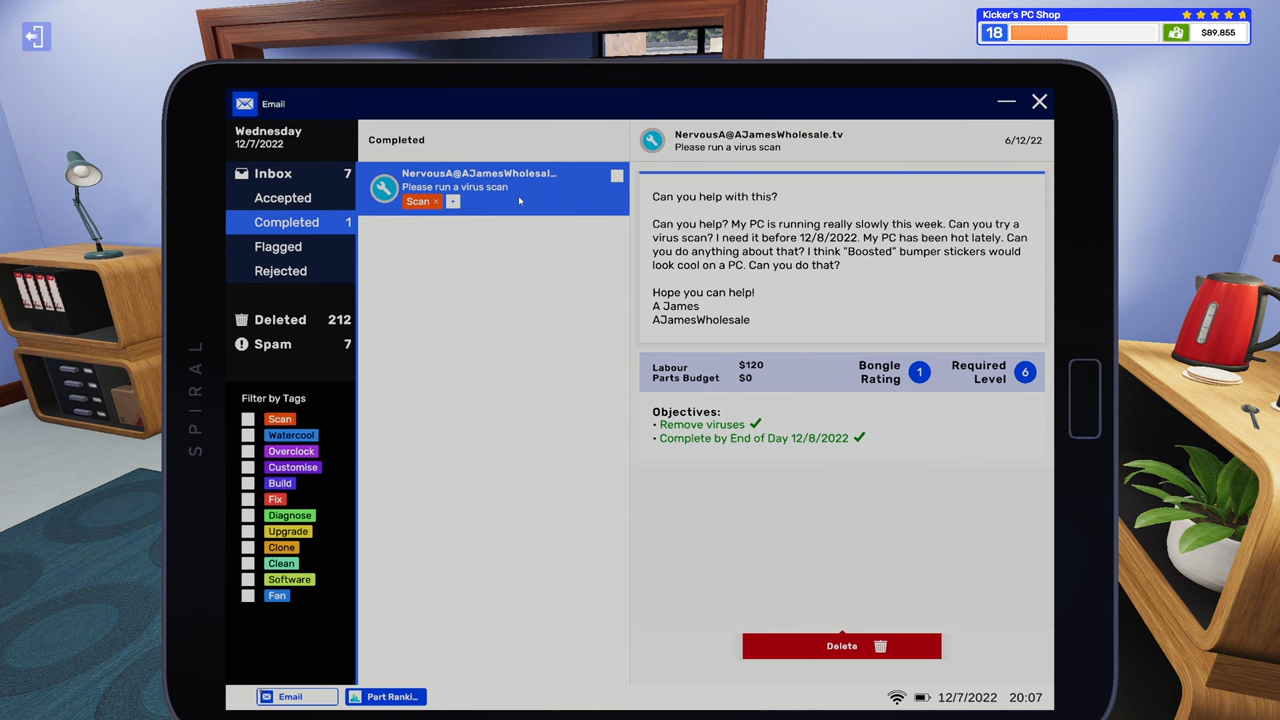 Kicker's PC Shop
18
$89,855
Email
Wednesday
12/7/2022
Inbox 7
Accepted
Completed 1
Flagged
Rejected
Deleted 212
Spam 7
Filter by Tags
Scan
Watercool
Overclock
Customise
Build
Fix
Diagnose
Upgrade
Clone
Clean
Software
Fan
Completed
NervousA@AJamesWholesal...
Please run a virus scan
Scan ×
NervousA@AJamesWholesale.tv
Please run a virus scan
6/12/22
Can you help with this?
Can you help? My PC is running really slowly this week. Can you try a
virus scan? I need it before 12/8/2022. My PC has been hot lately. Can
you do anything about that? I think "Boosted" bumper stickers would
look cool on a PC. Can you do that?
Hope you can help!
A James
AJamesWholesale
Labour $120
Parts Budget $0
Bongle
Rating 1
Required
Level 6
Objectives:
• Remove viruses ✔
• Complete by End of Day 12/8/2022 ✔
Delete
SPIRAL
Email
Part Ranki...
12/7/2022 20:07